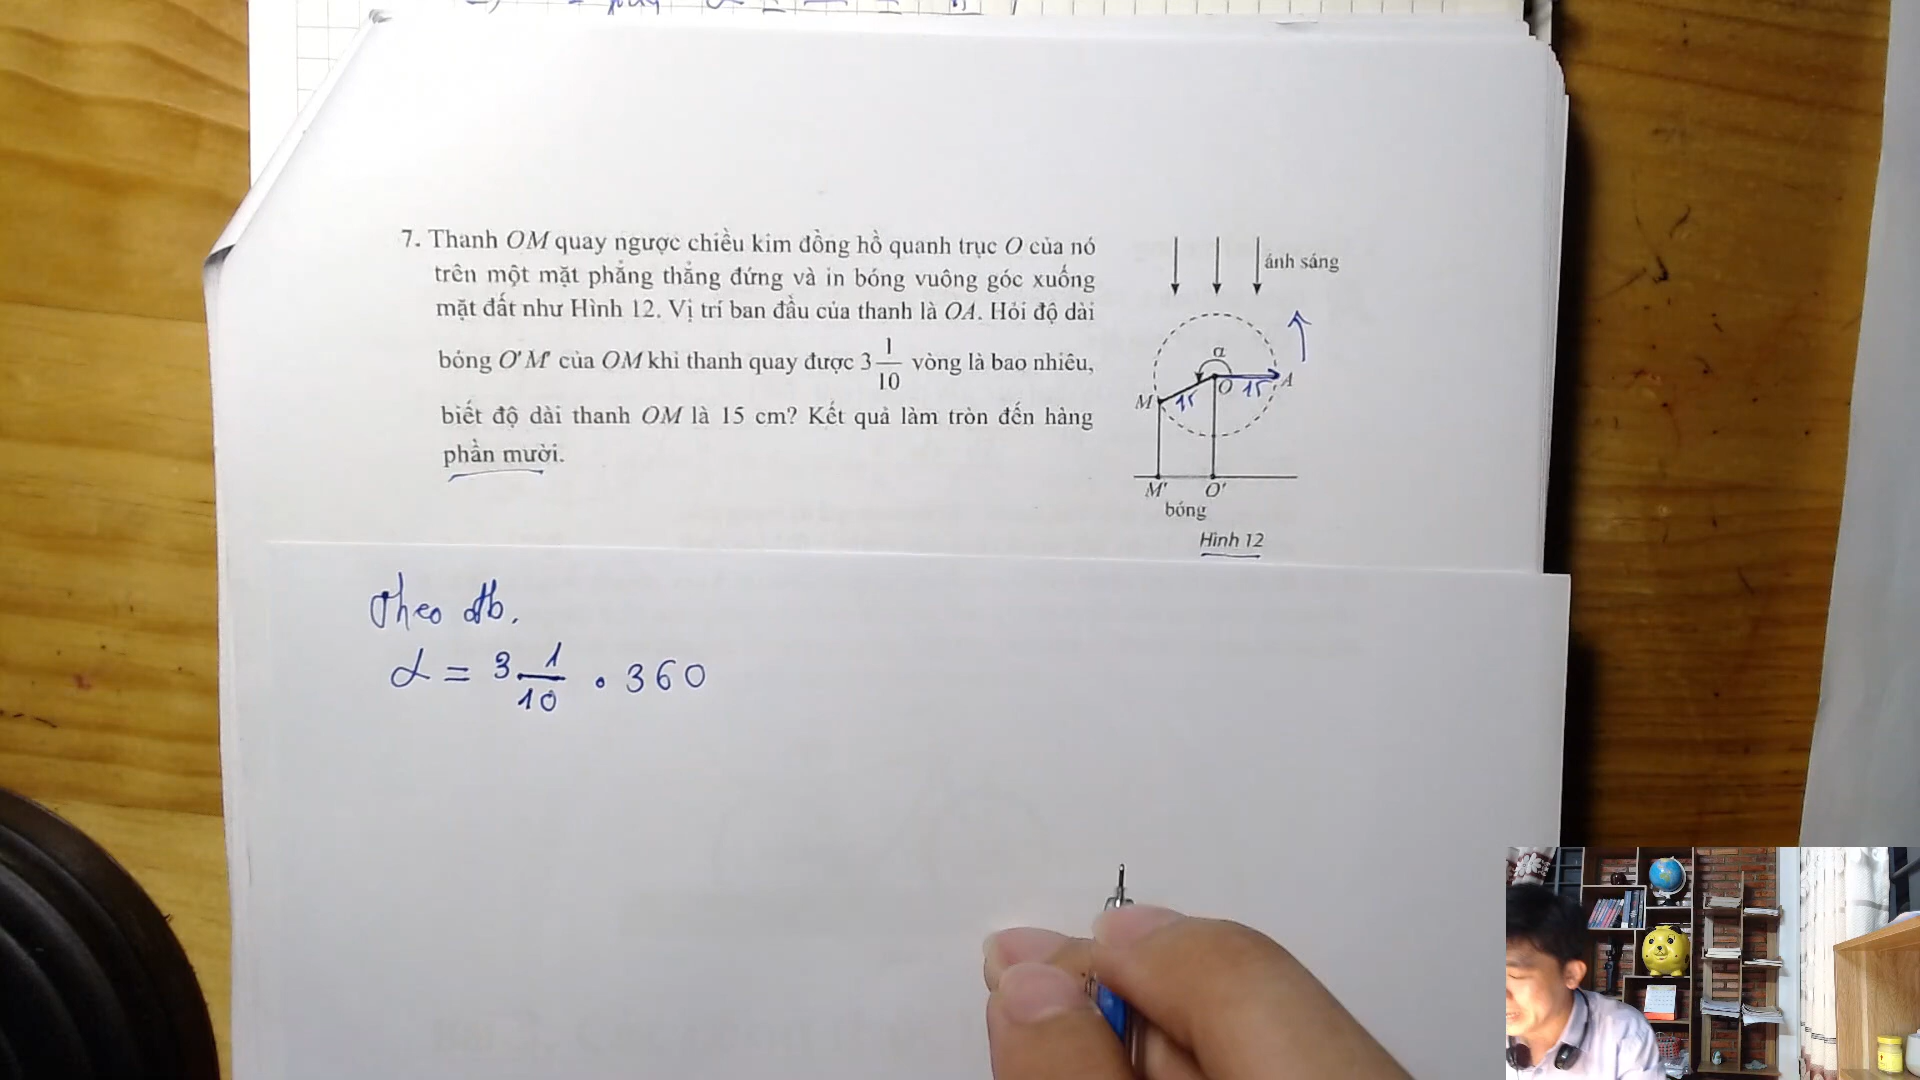 7. Thanh OM quay ngược chiều kim đồng hồ quanh trục O của nó
trên một mặt phẳng thẳng đứng và in bóng vuông góc xuống
mặt đất như Hình 12. Vị trí ban đầu của thanh là OA. Hỏi độ dài
bóng O'M' của OM khi thanh quay được 3 1/10 vòng là bao nhiêu,
biết độ dài thanh OM là 15 cm? Kết quả làm tròn đến hàng
phần mười.
ánh sáng
α
M 15 O 15 A
M' O'
bóng
Hình 12
Theo đb.
α = 3 1/10 . 360